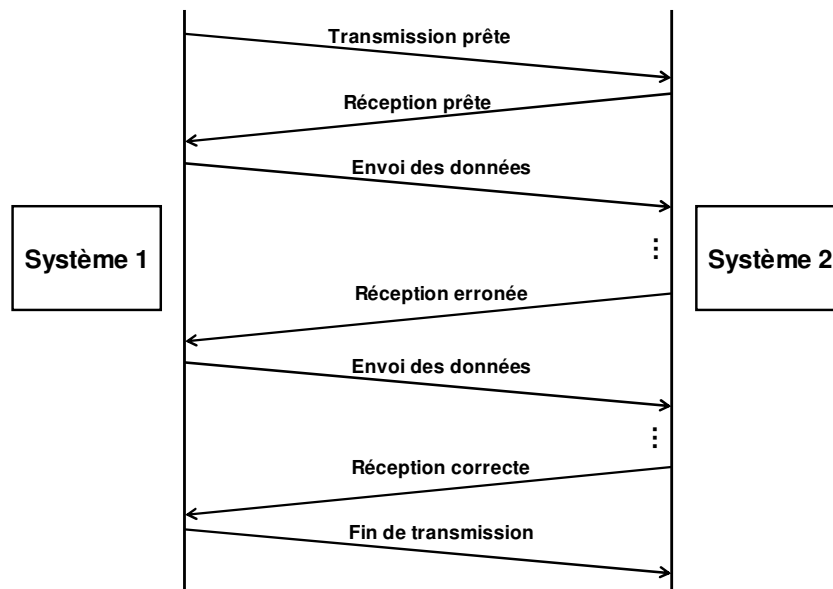 Transmission prête
Réception prête
Envoi des données
Système 1
Système 2
Réception erronée
Envoi des données
Réception correcte
Fin de transmission